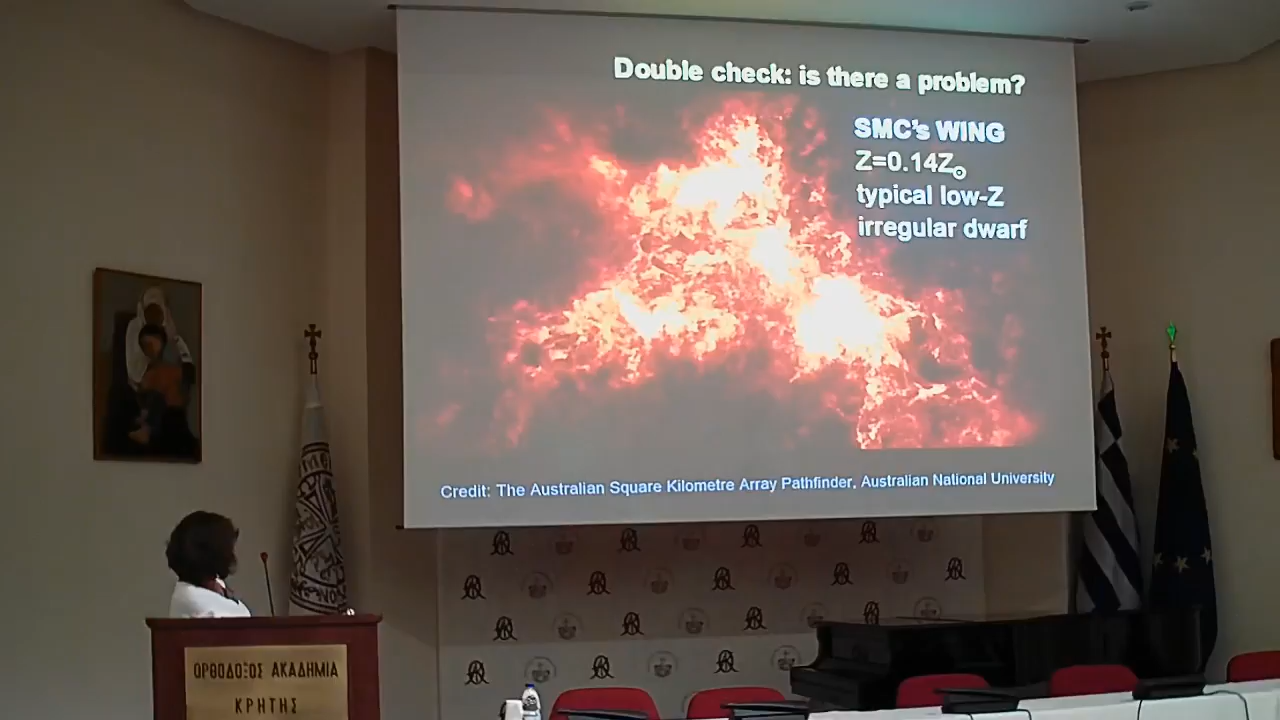 Double check: is there a problem?
SMC's WING
Z=0.14Z☉
typical low-Z
irregular dwarf
Credit: The Australian Square Kilometre Array Pathfinder, Australian National University
ΟΡΘΟΔΟΞΟΣ ΑΚΑΔΗΜΙΑ
ΚΡΗΤΗΣ